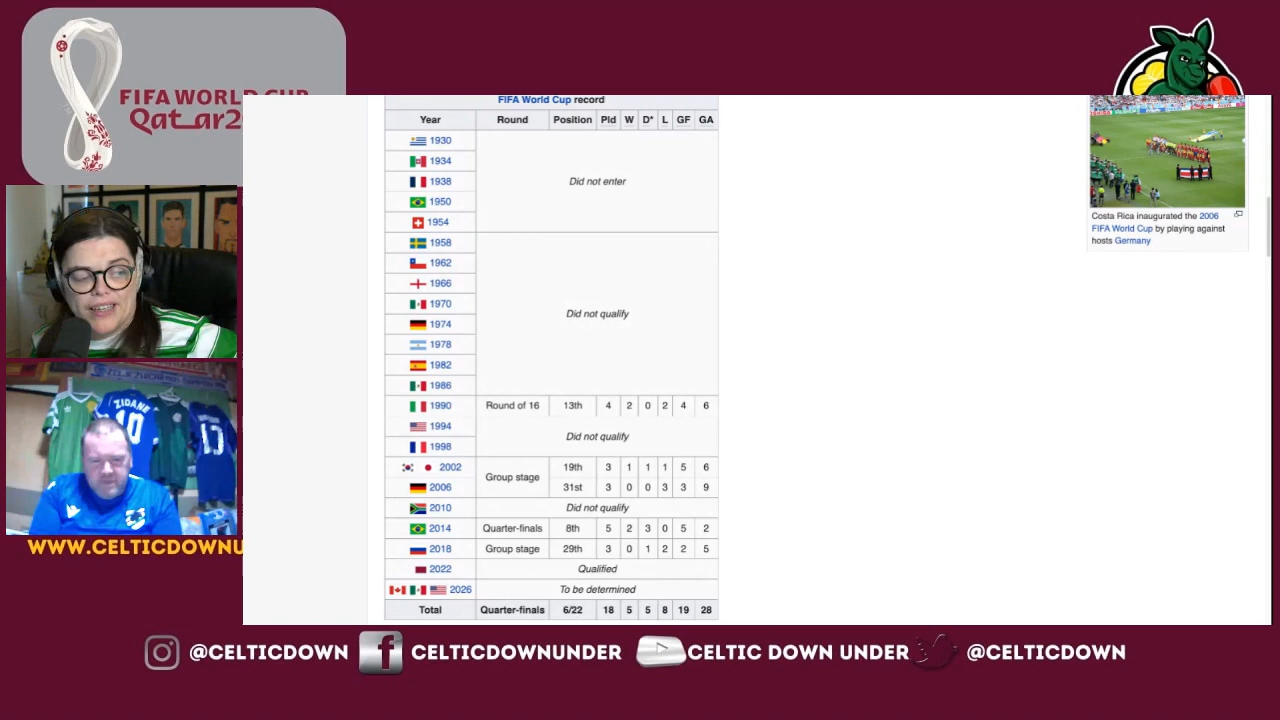 FIFA WORLD CUP
Qatar2
FIFA World Cup record
Year Round Position Pld W D* L GF GA
1930
1934
1938 Did not enter
1950
1954
1958
1962
1966
1970 Did not qualify
1974
1978
1982
1986
1990 Round of 16 13th 4 2 0 2 4 6
1994 Did not qualify
1998
2002 Group stage 19th 3 1 1 1 5 6
2006 31st 3 0 0 3 3 9
2010 Did not qualify
2014 Quarter-finals 8th 5 2 3 0 5 2
2018 Group stage 29th 3 0 1 2 2 5
2022 Qualified
2026 To be determined
Total Quarter-finals 6/22 18 5 5 8 19 28
Costa Rica inaugurated the 2006
FIFA World Cup by playing against
hosts Germany
ZIDANE
10
WWW.CELTICDOWNU
@CELTICDOWN CELTICDOWNUNDER CELTIC DOWN UNDER @CELTICDOWN